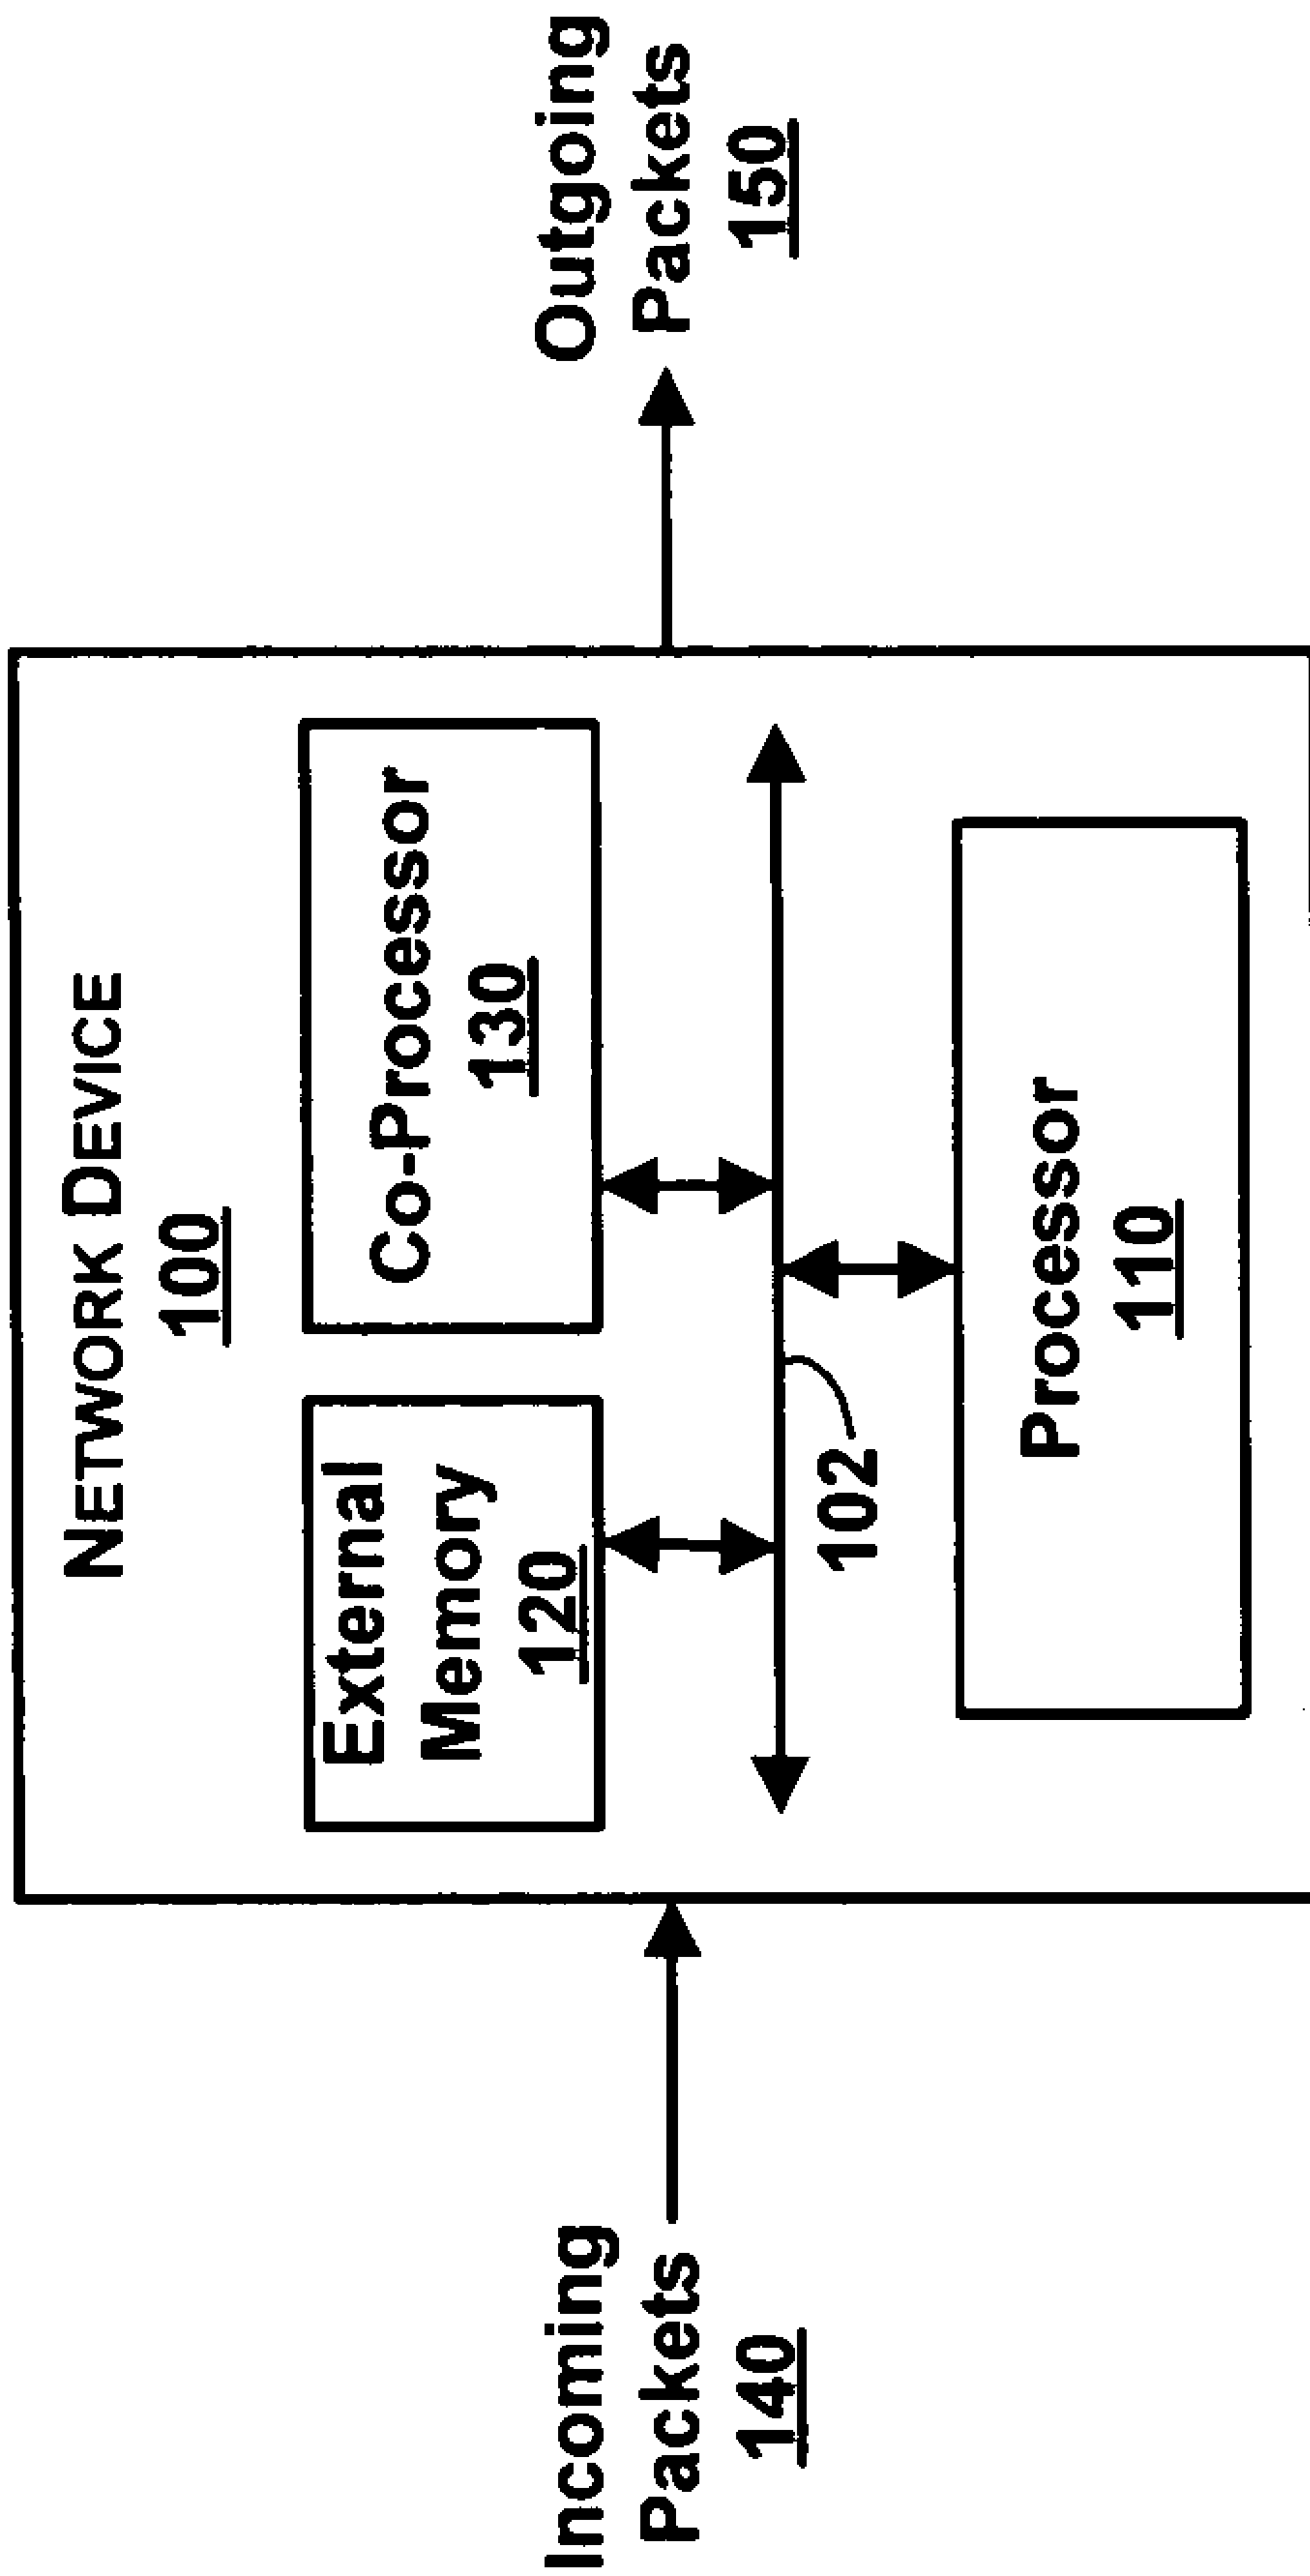 NETWORK DEVICE
100
External
Memory
120
Co-Processor
130
102
Processor
110
Incoming
Packets
140
Outgoing
Packets
150